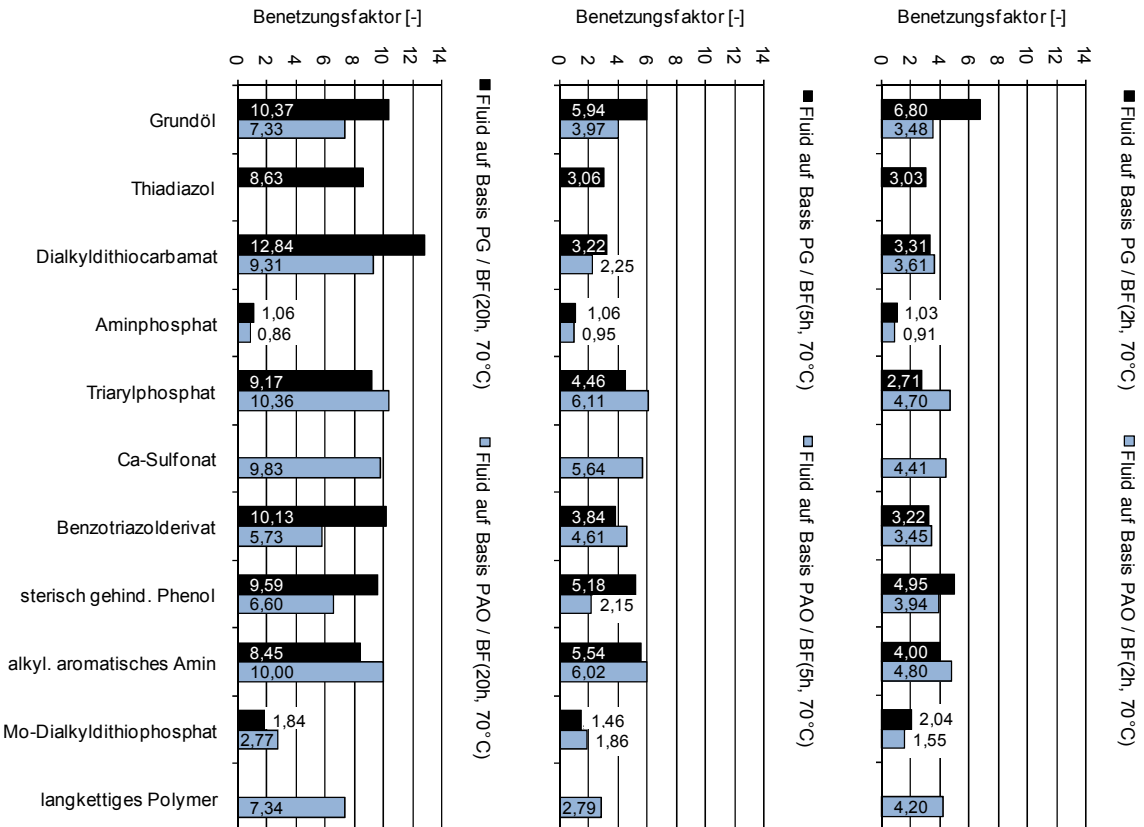 Benetzungsfaktor [-]
0 2 4 6 8 10 12 14
■ Fluid auf Basis PG / BF(20h, 70°C)
■ Fluid auf Basis PAO / BF(20h, 70°C)
Grundöl
Thiadiazol
Dialkyldithiocarbamat
Aminphosphat
Triarylphosphat
Ca-Sulfonat
Benzotriazolderivat
sterisch gehind. Phenol
alkyl. aromatisches Amin
Mo-Dialkyldithiophosphat
langkettiges Polymer
10,37
7,33
8,63
12,84
9,31
1,06
0,86
9,17
10,36
9,83
10,13
5,73
9,59
6,60
8,45
10,00
1,84
2,77
7,34
Benetzungsfaktor [-]
0 2 4 6 8 10 12 14
■ Fluid auf Basis PG / BF(5h, 70°C)
■ Fluid auf Basis PAO / BF(5h, 70°C)
5,94
3,97
3,06
3,22
2,25
1,06
0,95
4,46
6,11
5,64
3,84
4,61
5,18
2,15
5,54
6,02
1,46
1,86
2,79
Benetzungsfaktor [-]
0 2 4 6 8 10 12 14
■ Fluid auf Basis PG / BF(2h, 70°C)
■ Fluid auf Basis PAO / BF(2h, 70°C)
6,80
3,48
3,03
3,31
3,61
1,03
0,91
2,71
4,70
4,41
3,22
3,45
4,95
3,94
4,00
4,80
2,04
1,55
4,20